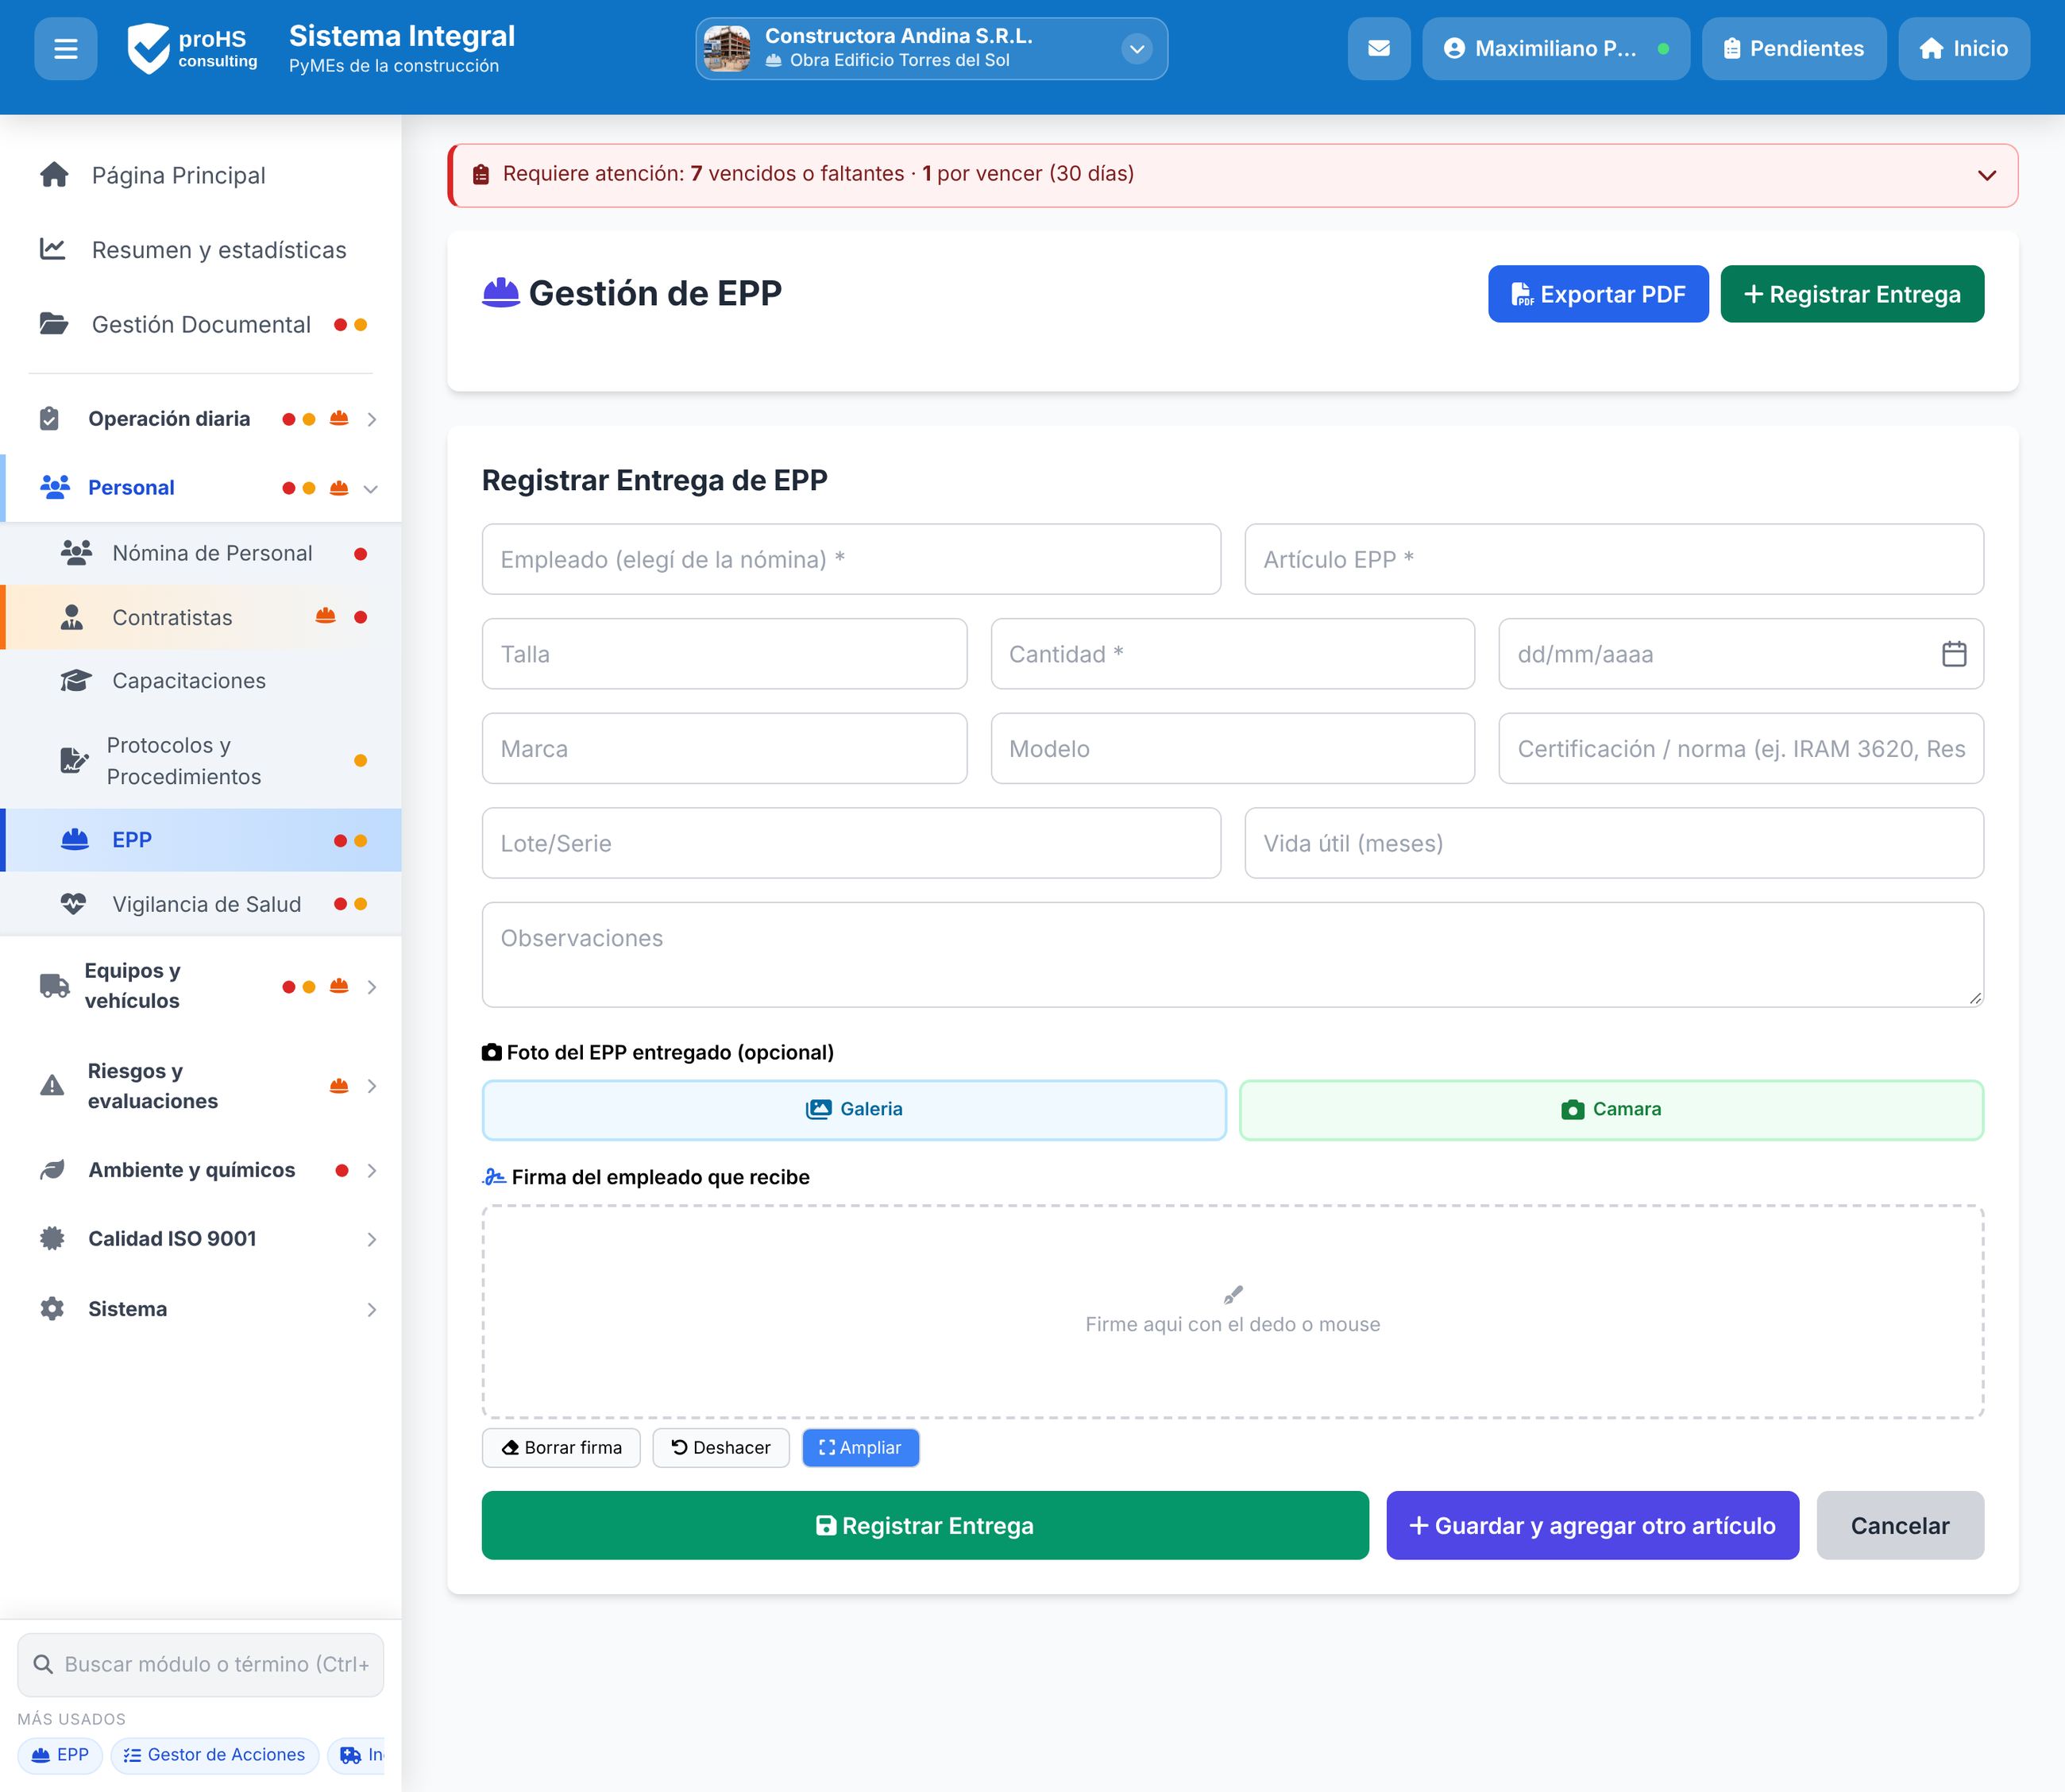 proHS
consulting
Sistema Integral
PyMEs de la construcción
Constructora Andina S.R.L.
Obra Edificio Torres del Sol
Maximiliano P...
Pendientes
Inicio
Página Principal
Resumen y estadísticas
Gestión Documental
Operación diaria
Personal
Nómina de Personal
Contratistas
Capacitaciones
Protocolos y
Procedimientos
EPP
Vigilancia de Salud
Equipos y
vehículos
Riesgos y
evaluaciones
Ambiente y químicos
Calidad ISO 9001
Sistema
Buscar módulo o término (Ctrl+
MÁS USADOS
EPP
Gestor de Acciones
In
Requiere atención: 7 vencidos o faltantes · 1 por vencer (30 días)
Gestión de EPP
PDF
Exportar PDF
Registrar Entrega
Registrar Entrega de EPP
Empleado (elegí de la nómina) *
Artículo EPP *
Talla
Cantidad *
dd/mm/aaaa
Marca
Modelo
Certificación / norma (ej. IRAM 3620, Res
Lote/Serie
Vida útil (meses)
Observaciones
Foto del EPP entregado (opcional)
Galeria
Camara
Firma del empleado que recibe
Firme aqui con el dedo o mouse
Borrar firma
Deshacer
Ampliar
Registrar Entrega
Guardar y agregar otro artículo
Cancelar